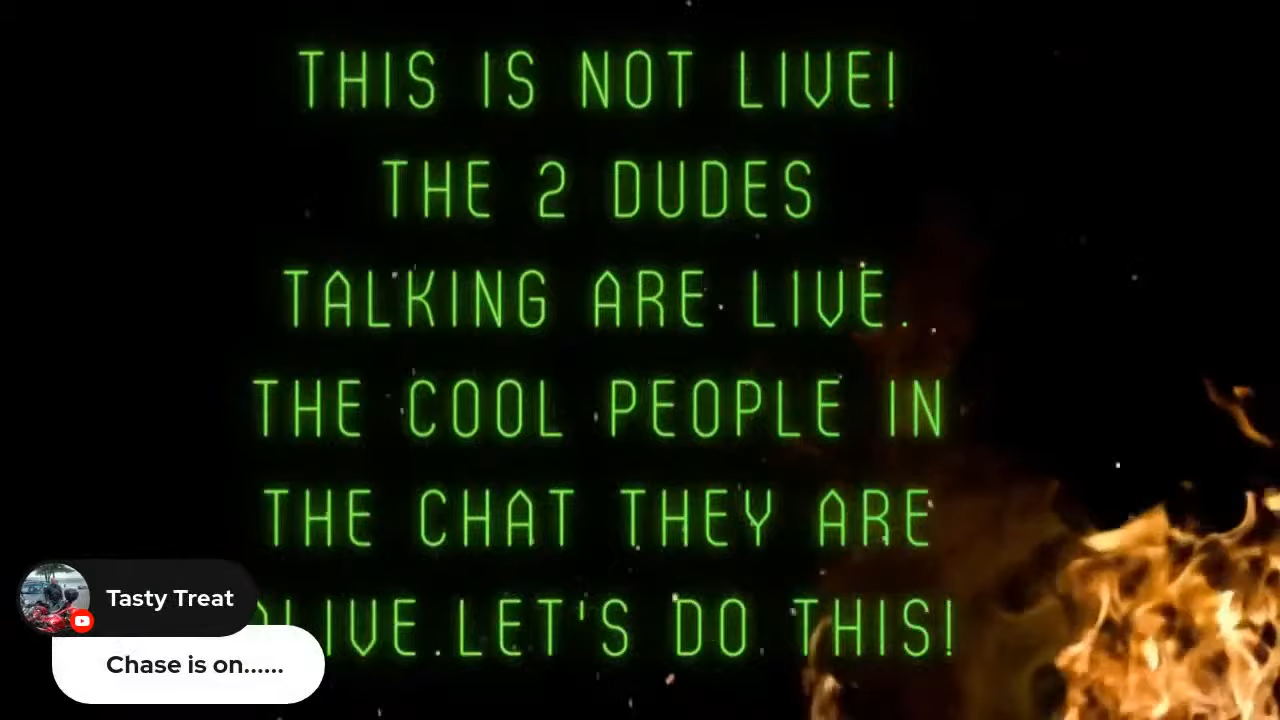 THIS IS NOT LIVE!
THE 2 DUDES
TALKING ARE LIVE.
THE COOL PEOPLE IN
THE CHAT THEY ARE
ALIVE.LET'S DO THIS!
Tasty Treat
Chase is on......